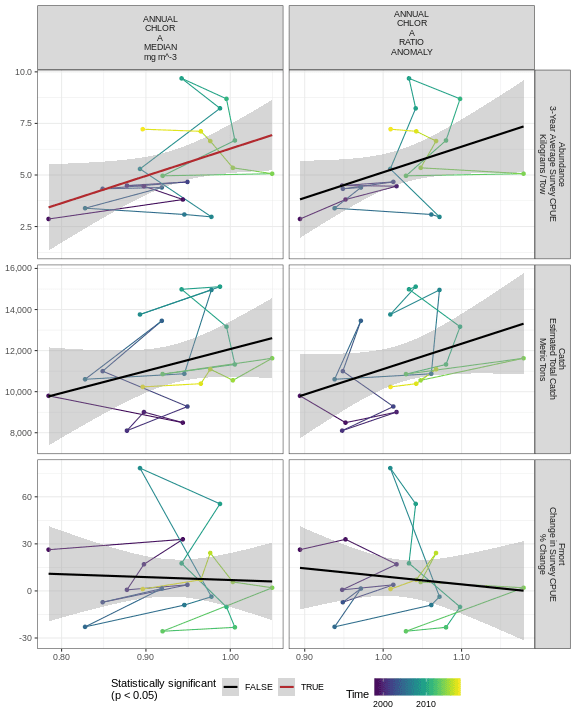 ANNUAL
CHLOR
A
MEDIAN
mg m^-3
ANNUAL
CHLOR
A
RATIO
ANOMALY
10.0
7.5
5.0
2.5
Abundance
3-Year Average Survey CPUE
Kilograms / Tow
16,000
14,000
12,000
10,000
8,000
Catch
Estimated Total Catch
Metric Tons
60
30
0
-30
Fmort
Change in Survey CPUE
% Change
0.80 0.90 1.00 0.90 1.00 1.10
Statistically significant
(p < 0.05)
FALSE TRUE
Time
2000 2010